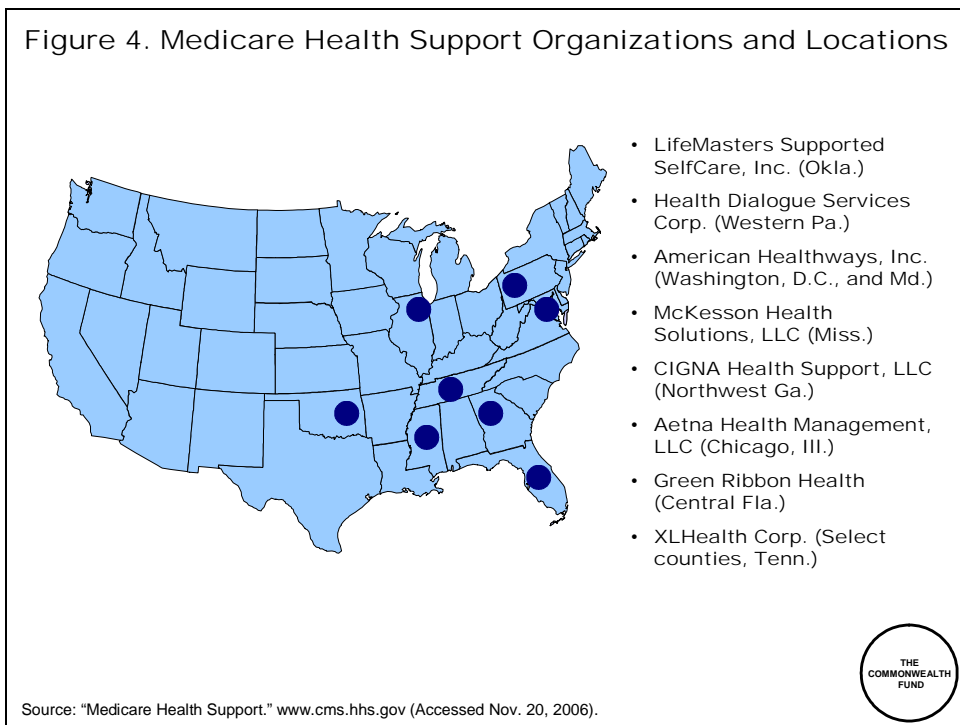 Figure 4. Medicare Health Support Organizations and Locations
• LifeMasters Supported
SelfCare, Inc. (Okla.)
• Health Dialogue Services
Corp. (Western Pa.)
• American Healthways, Inc.
(Washington, D.C., and Md.)
• McKesson Health
Solutions, LLC (Miss.)
• CIGNA Health Support, LLC
(Northwest Ga.)
• Aetna Health Management,
LLC (Chicago, Ill.)
• Green Ribbon Health
(Central Fla.)
• XLHealth Corp. (Select
counties, Tenn.)
THE
COMMONWEALTH
FUND
Source: “Medicare Health Support.” www.cms.hhs.gov (Accessed Nov. 20, 2006).